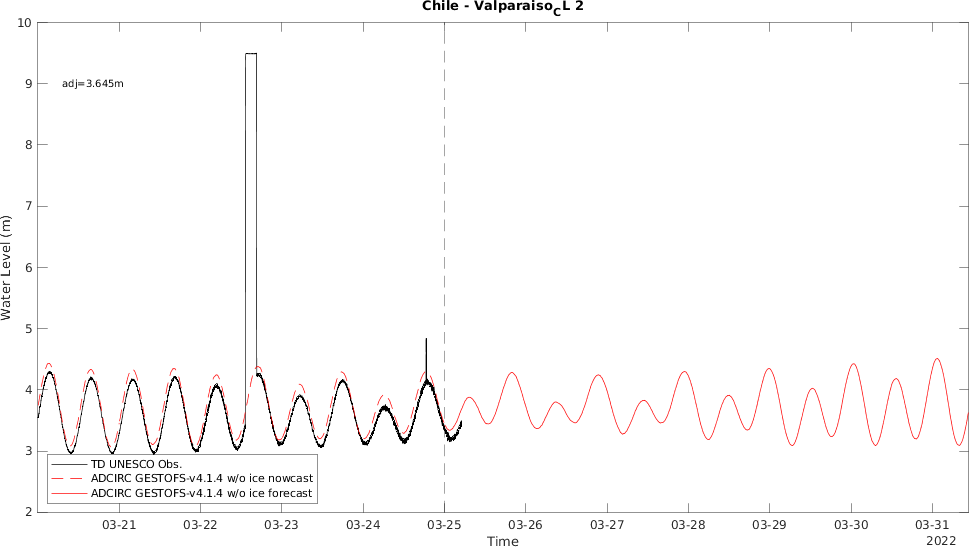 Chile - Valparaiso_CL 2
10
9
8
7
6
5
4
3
2
adj=3.645m
Water Level (m)
TD UNESCO Obs.
ADCIRC GESTOFS-v4.1.4 w/o ice nowcast
ADCIRC GESTOFS-v4.1.4 w/o ice forecast
03-21 03-22 03-23 03-24 03-25 03-26 03-27 03-28 03-29 03-30 03-31
Time
2022